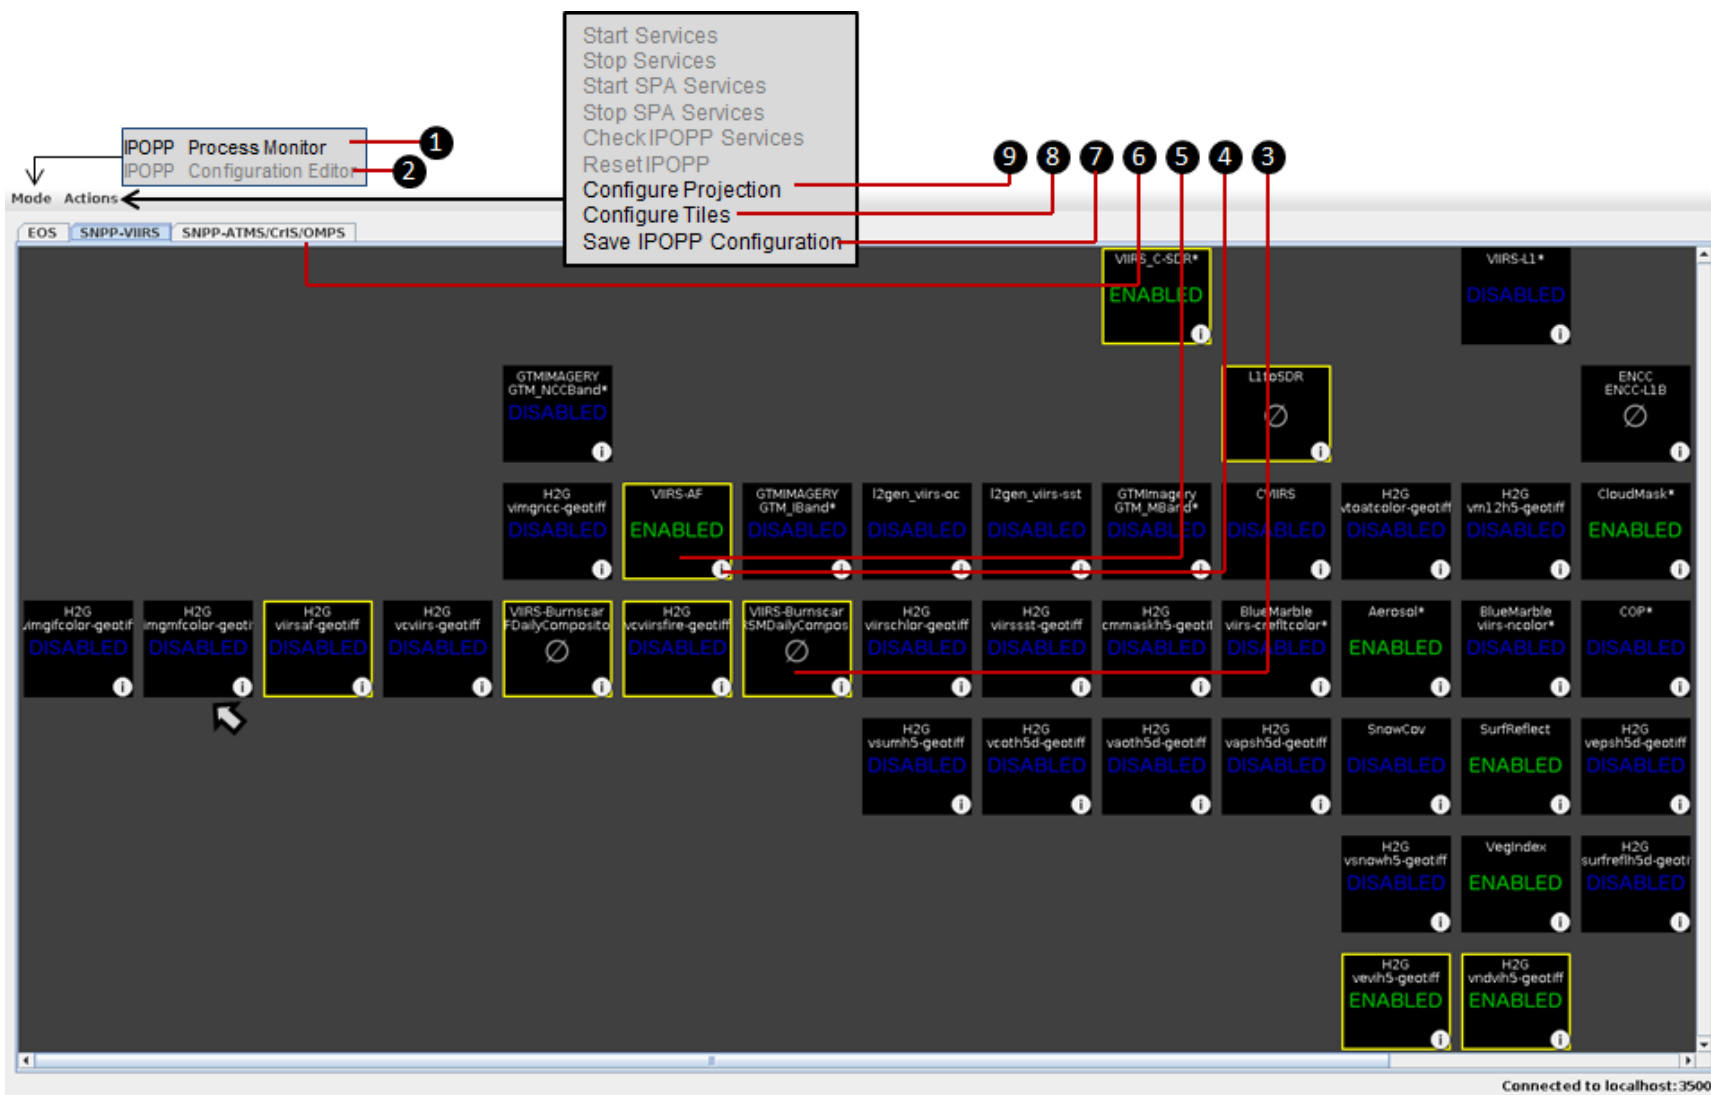 Start Services
Stop Services
Start SPA Services
Stop SPA Services
Check IPOPP Services
Reset IPOPP
Configure Projection
Configure Tiles
Save IPOPP Configuration
IPOPP Process Monitor
IPOPP Configuration Editor
1
2
9 8 7 6 5 4 3
Mode Actions
EOS SNPP-VIIRS SNPP-ATMS/CrIS/OMPS
VIIRS_C-SDR* VIIRS-L1*
ENABLED DISABLED
i i
GTMIMAGERY L1toSDR ENCC
GTM_NCCBand* ENCC-L1B
DISABLED ∅ ∅
i i i
H2G VIIRS-AF GTMIMAGERY l2gen_viirs-oc l2gen_viirs-sst GTMImagery CVIIRS H2G H2G CloudMask*
vimgncc-geotiff GTM_IBand* GTM_MBand* vtoatcolor-geotiff vm12h5-geotiff
DISABLED ENABLED DISABLED DISABLED DISABLED DISABLED DISABLED DISABLED DISABLED ENABLED
i i i i i i i i i i
H2G H2G H2G H2G VIIRS-Burnscar H2G VIIRS-Burnscar H2G H2G H2G BlueMarble Aerosol* BlueMarble COP*
vimgifcolor-geotiff imgmfcolor-geoti viirsaf-geotiff vcviirs-geotiff FDailyComposito vcviirsfire-geotiff RSMDailyCompos viirschlor-geotiff viirssst-geotiff cmmaskh5-geotif viirs-crefltcolor* viirs-ncolor*
DISABLED DISABLED DISABLED DISABLED ∅ DISABLED ∅ DISABLED DISABLED DISABLED DISABLED ENABLED DISABLED DISABLED
i i i i i i i i i i i i i i
H2G H2G H2G H2G SnowCov SurfReflect H2G
vsumh5-geotiff vcoth5d-geotiff vaoth5d-geotiff vapsh5d-geotiff vepsh5d-geotiff
DISABLED DISABLED DISABLED DISABLED DISABLED ENABLED DISABLED
i i i i i i i
H2G VegIndex H2G
vsnowh5-geotiff surfreflh5d-geoti
DISABLED ENABLED DISABLED
i i i
H2G H2G
vevih5-geotiff vndvih5-geotiff
ENABLED ENABLED
i i
Connected to localhost:3500